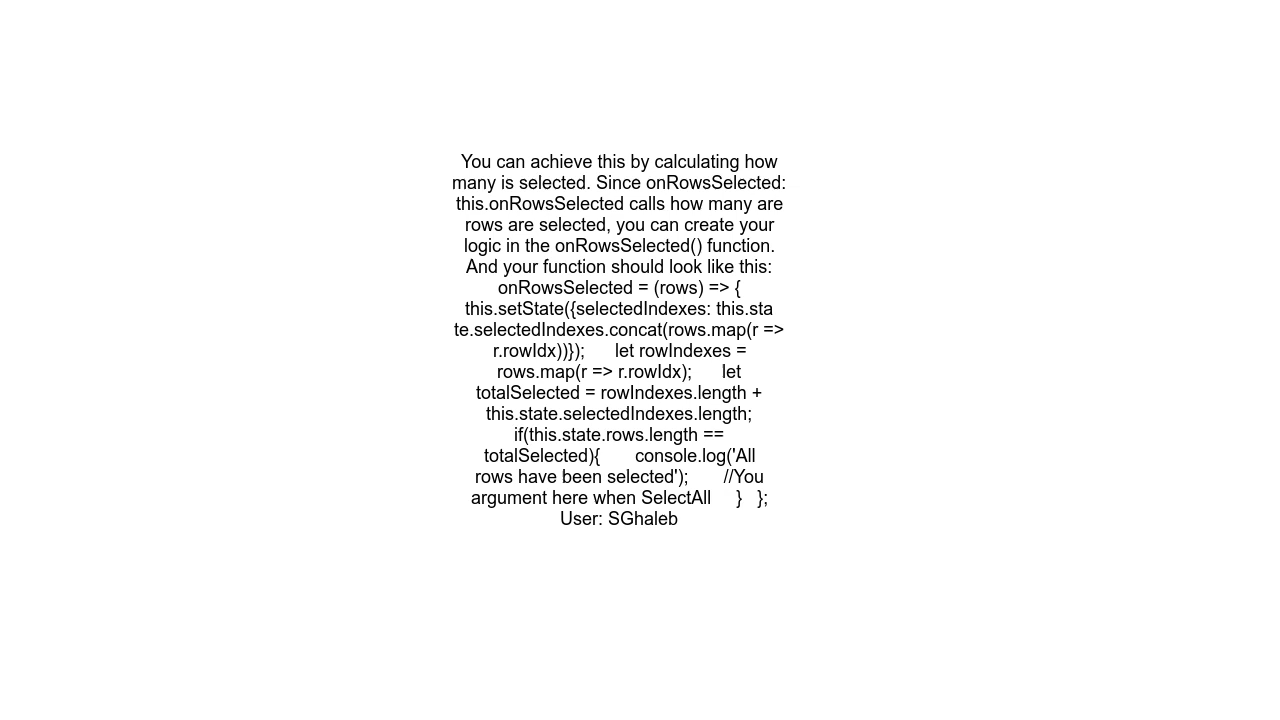 You can achieve this by calculating how
many is selected. Since onRowsSelected:
this.onRowsSelected calls how many are
rows are selected, you can create your
logic in the onRowsSelected() function.
And your function should look like this:
onRowsSelected = (rows) => {
this.setState({selectedIndexes: this.sta
te.selectedIndexes.concat(rows.map(r =>
r.rowIdx))});      let rowIndexes =
rows.map(r => r.rowIdx);      let
totalSelected = rowIndexes.length +
this.state.selectedIndexes.length;
if(this.state.rows.length ==
totalSelected){       console.log('All
rows have been selected');       //You
argument here when SelectAll     }   };
User: SGhaleb